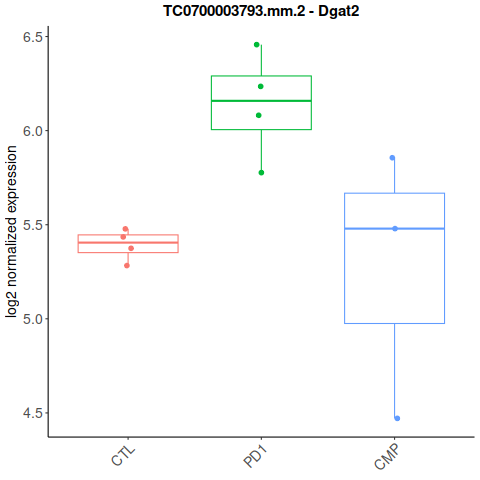 TC0700003793.mm.2 - Dgat2
log2 normalized expression
6.5
6.0
5.5
5.0
4.5
CTL
PD1
CMP